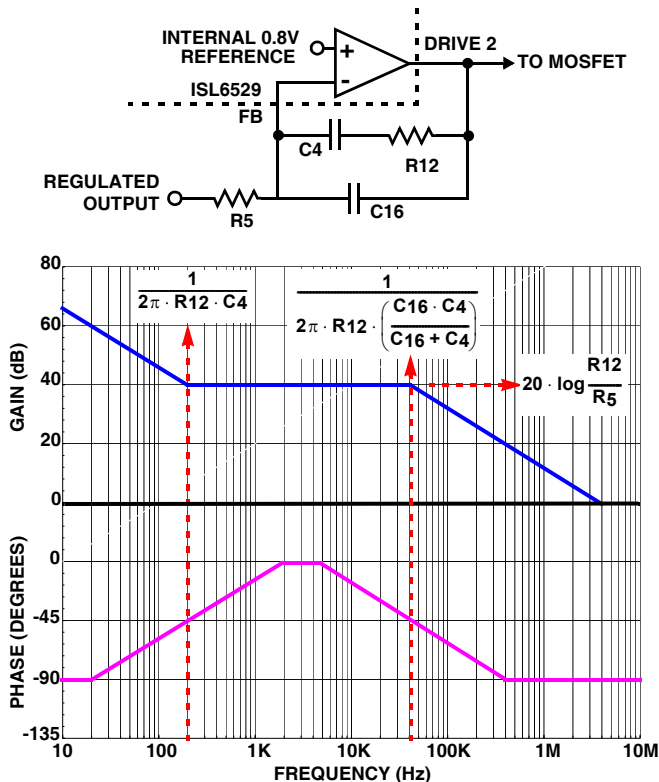 INTERNAL 0.8V
REFERENCE
+
-
DRIVE 2
TO MOSFET
ISL6529
FB
C4
R12
REGULATED
OUTPUT
R5
C16
80
60
40
20
0
GAIN (dB)
1
2π · R12 · C4
1
2π · R12 · (C16 · C4
C16 + C4)
20 · log R12
R5
0
-45
-90
-135
PHASE (DEGREES)
10 100 1K 10K 100K 1M 10M
FREQUENCY (Hz)